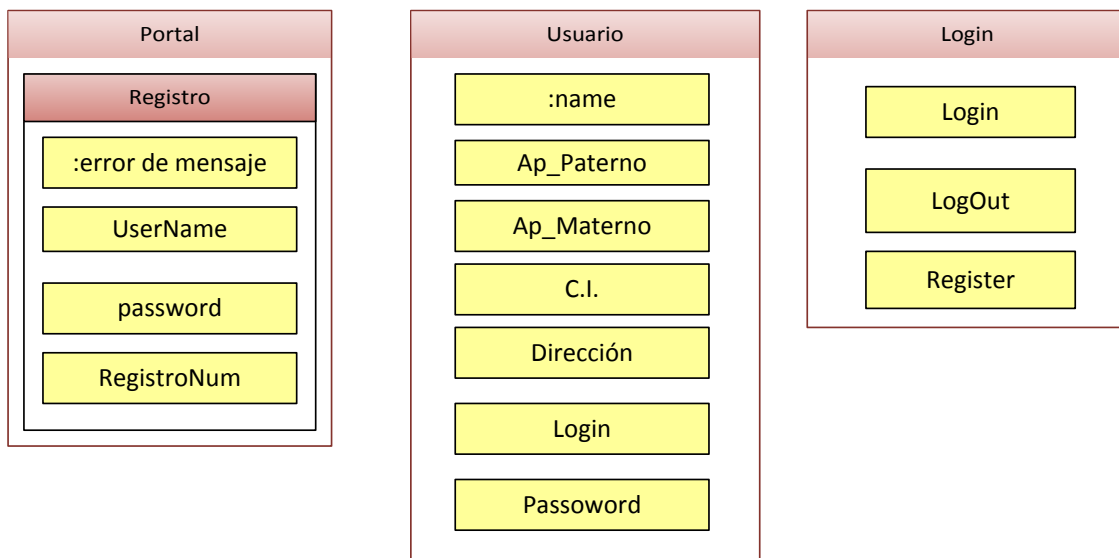 Portal
Registro
:error de mensaje
UserName
password
RegistroNum
Usuario
:name
Ap_Paterno
Ap_Materno
C.I.
Dirección
Login
Passoword
Login
Login
LogOut
Register